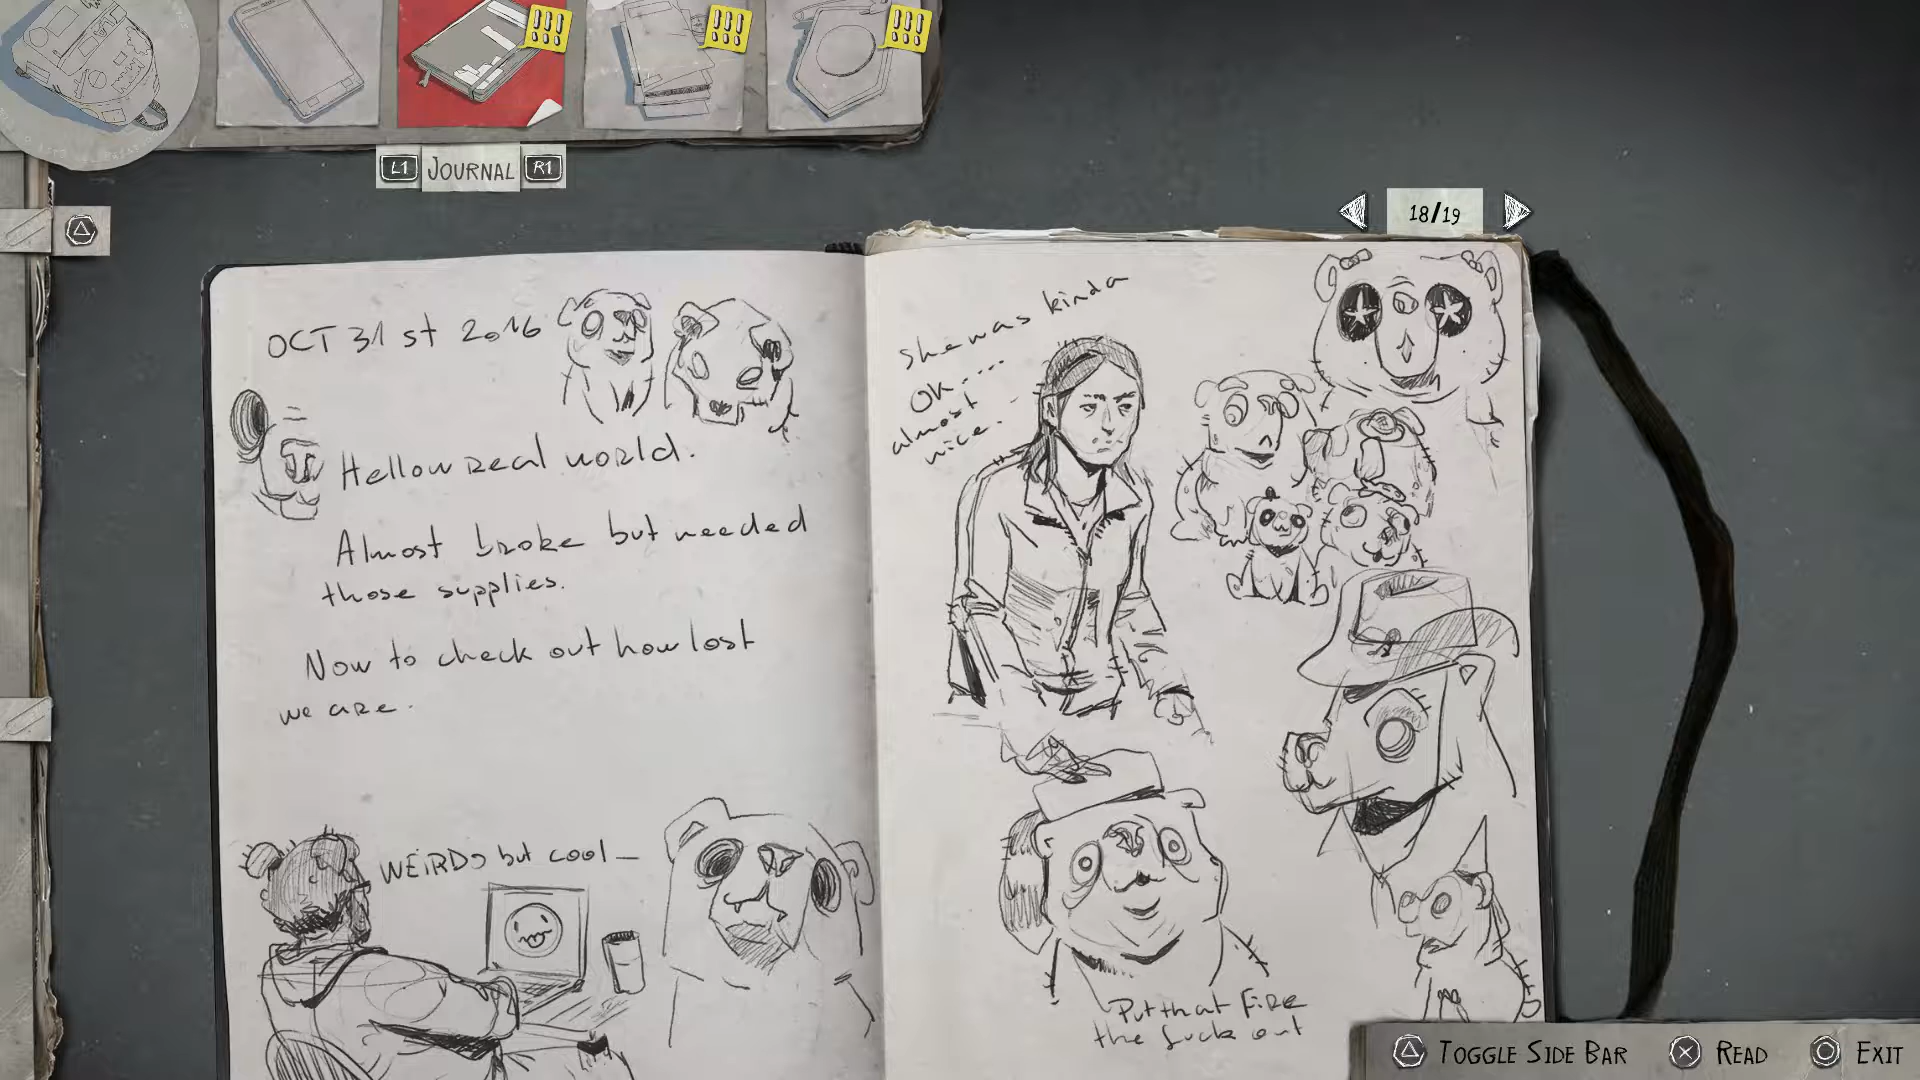 L1 JOURNAL R1
18/19
OCT 31 st 2016
Hellow real world.
Almost broke but needed
those supplies.
Now to check out how lost
we are.
WEIRDO but cool—
She was kinda
OK....
almost
nice.
Put that fire
the fuck out
TOGGLE SIDE BAR READ EXIT